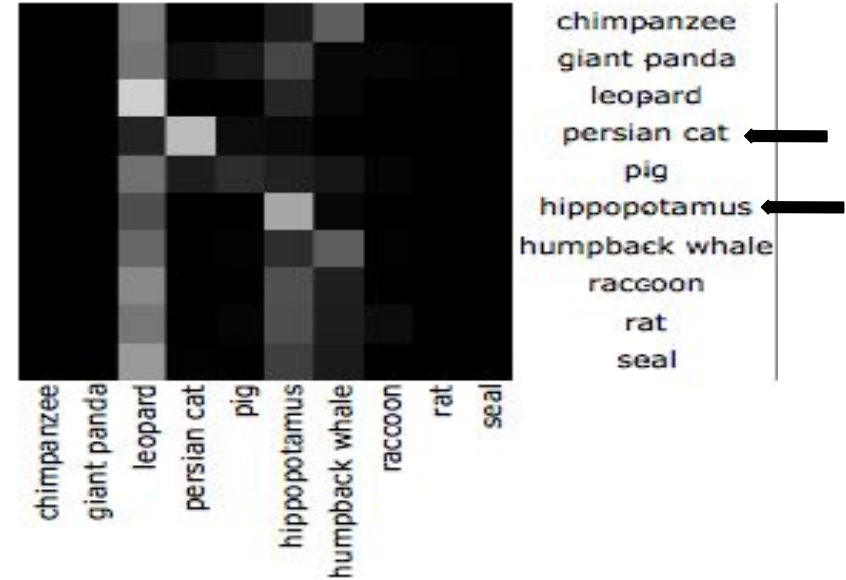 chimpanzee
giant panda
leopard
persian cat
pig
hippopotamus
humpback whale
raccoon
rat
seal
chimpanzee
giant panda
leopard
persian cat
pig
hippopotamus
humpback whale
raccoon
rat
seal